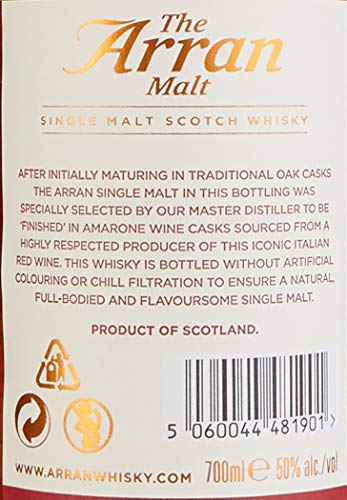 The
Arran
Malt
SINGLE MALT SCOTCH WHISKY
AFTER INITIALLY MATURING IN TRADITIONAL OAK CASKS
THE ARRAN SINGLE MALT IN THIS BOTTLING WAS
SPECIALLY SELECTED BY OUR MASTER DISTILLER TO BE
'FINISHED' IN AMARONE WINE CASKS SOURCED FROM A
HIGHLY RESPECTED PRODUCER OF THIS ICONIC ITALIAN
RED WINE. THIS WHISKY IS BOTTLED WITHOUT ARTIFICIAL
COLOURING OR CHILL FILTRATION TO ENSURE A NATURAL,
FULL-BODIED AND FLAVOURSOME SINGLE MALT.
PRODUCT OF SCOTLAND.
5 060044 481901
700ml e 50% alc./vol
WWW.ARRANWHISKY.COM